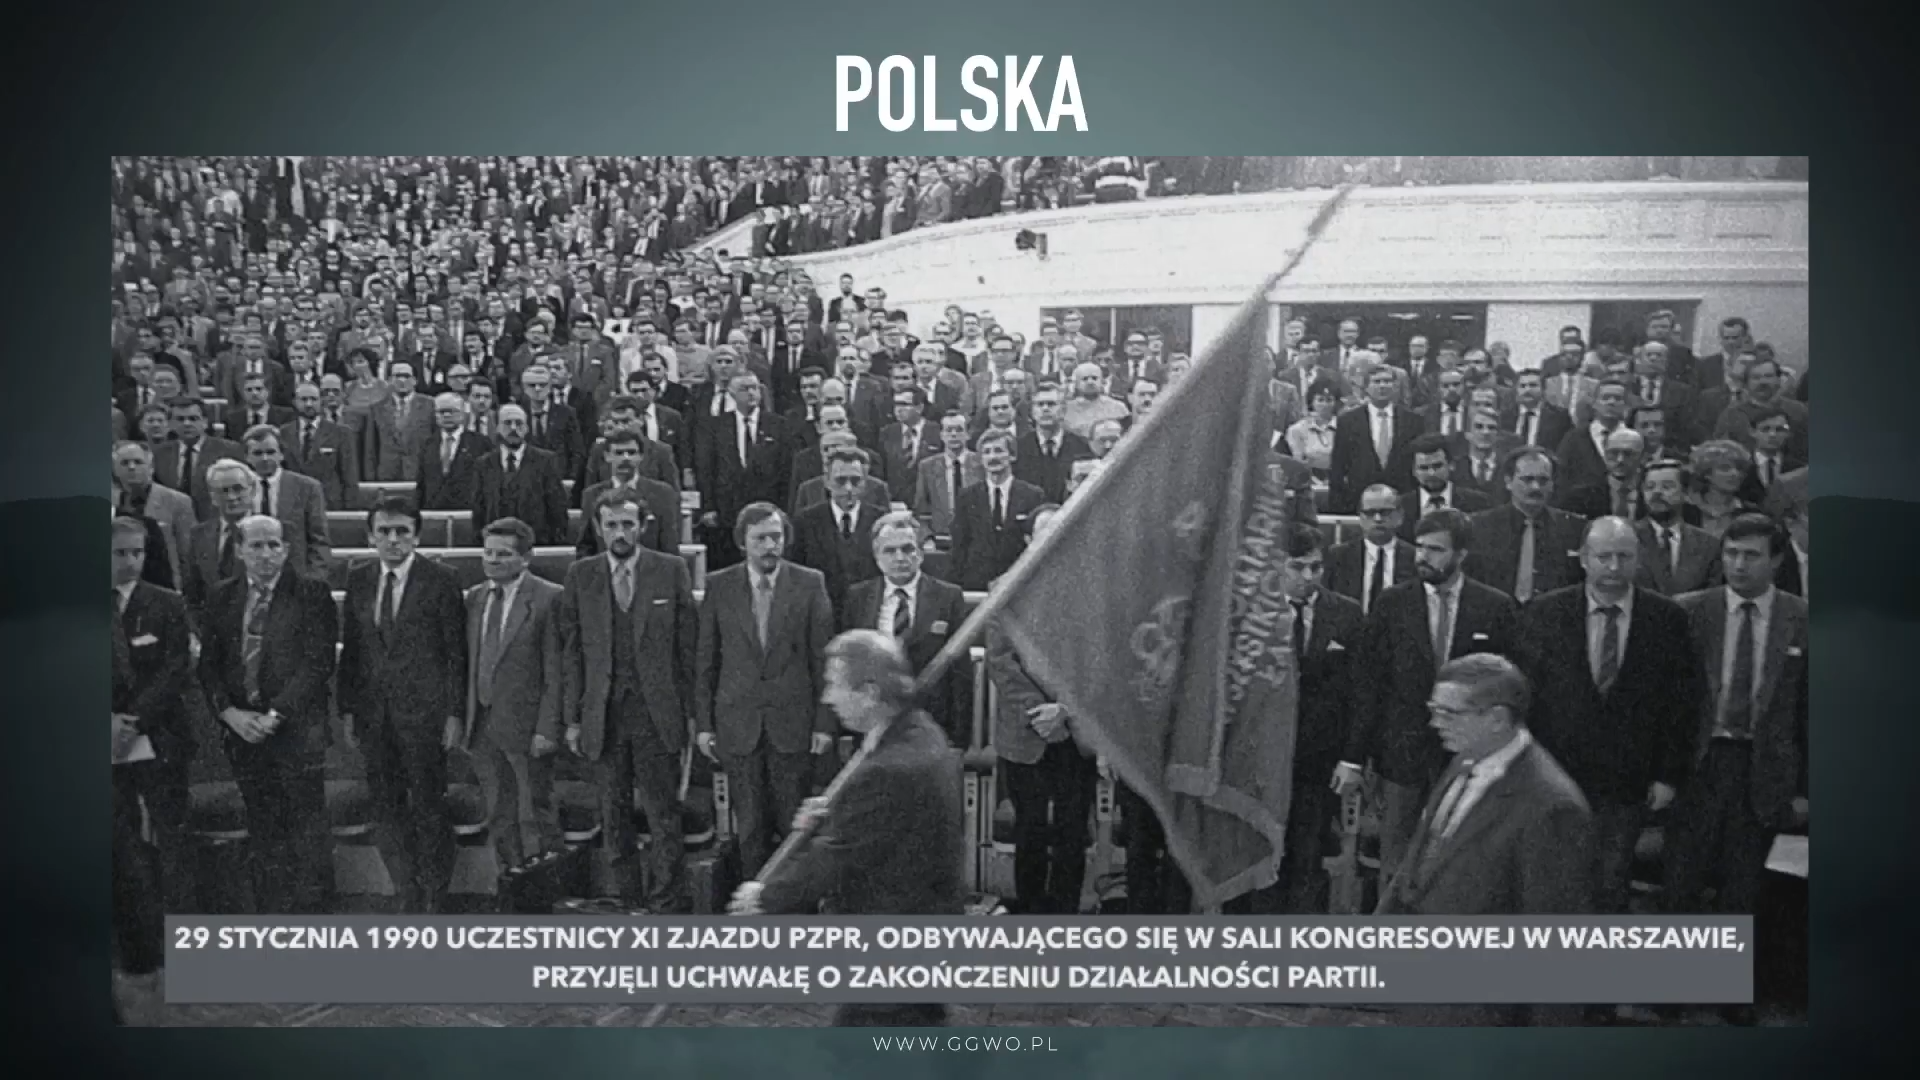 POLSKA
29 STYCZNIA 1990 UCZESTNICY XI ZJAZDU PZPR, ODBYWAJĄCEGO SIĘ W SALI KONGRESOWEJ W WARSZAWIE,
PRZYJĘLI UCHWAŁĘ O ZAKOŃCZENIU DZIAŁALNOŚCI PARTII.
WWW.GGWO.PL